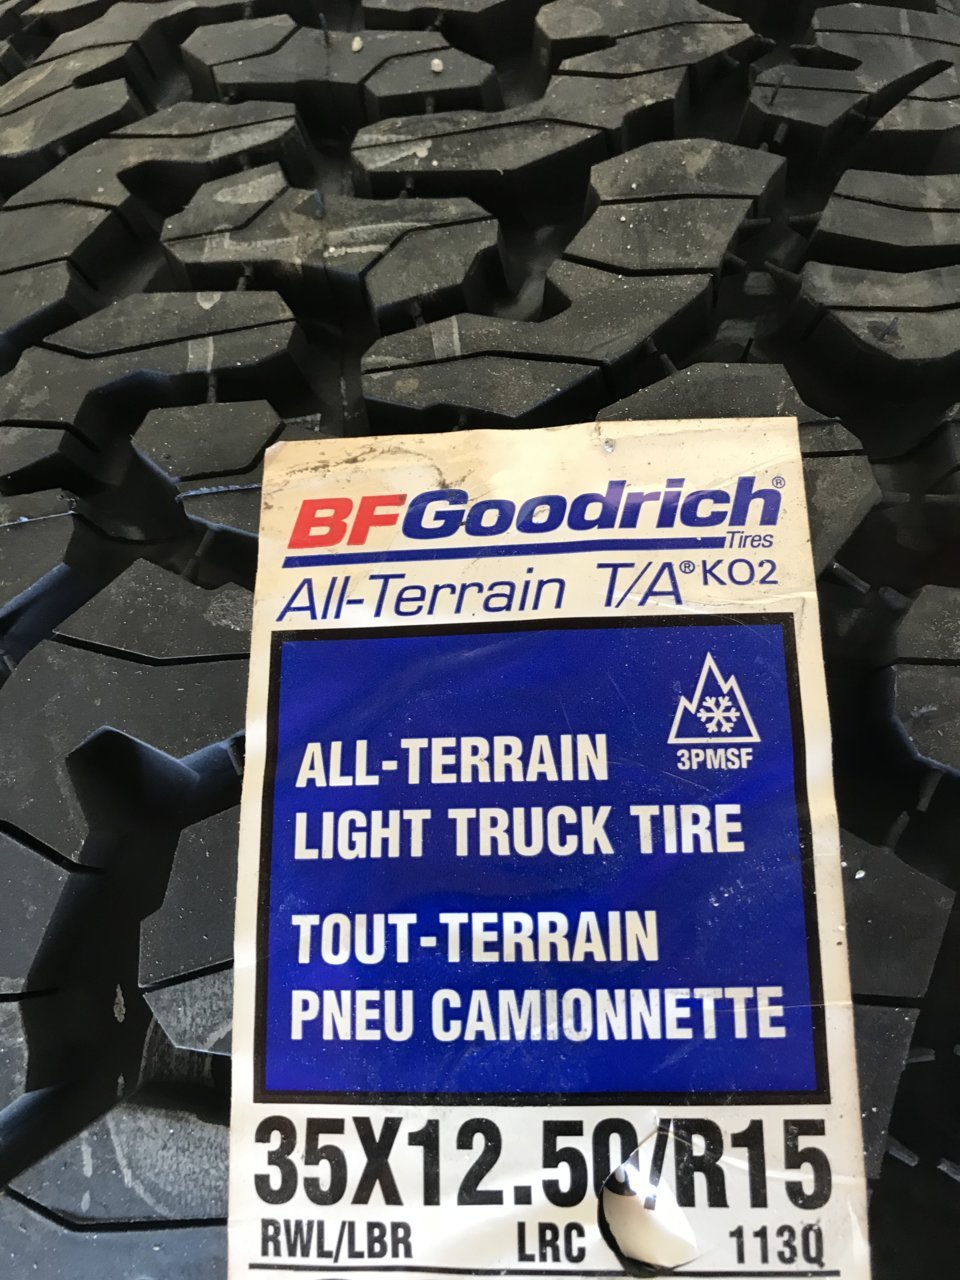 BFGoodrich®
Tires
All-Terrain T/A® KO2
3PMSF
ALL-TERRAIN
LIGHT TRUCK TIRE
TOUT-TERRAIN
PNEU CAMIONNETTE
35X12.50/R15
RWL/LBR LRC 113Q